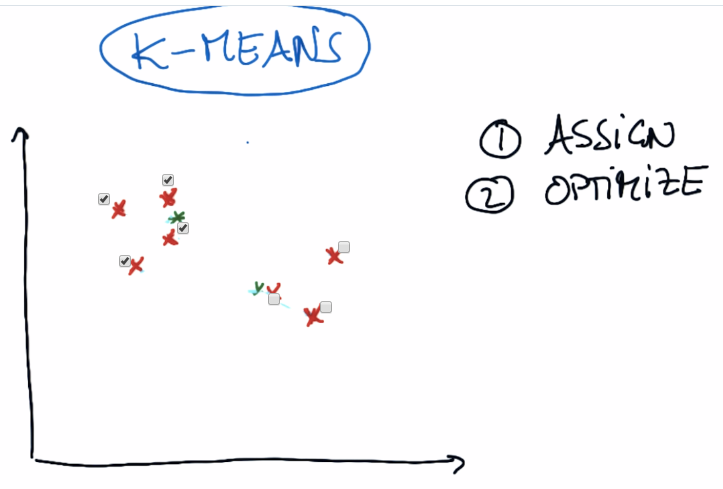 K-MEANS
① ASSIGN
② OPTIMIZE